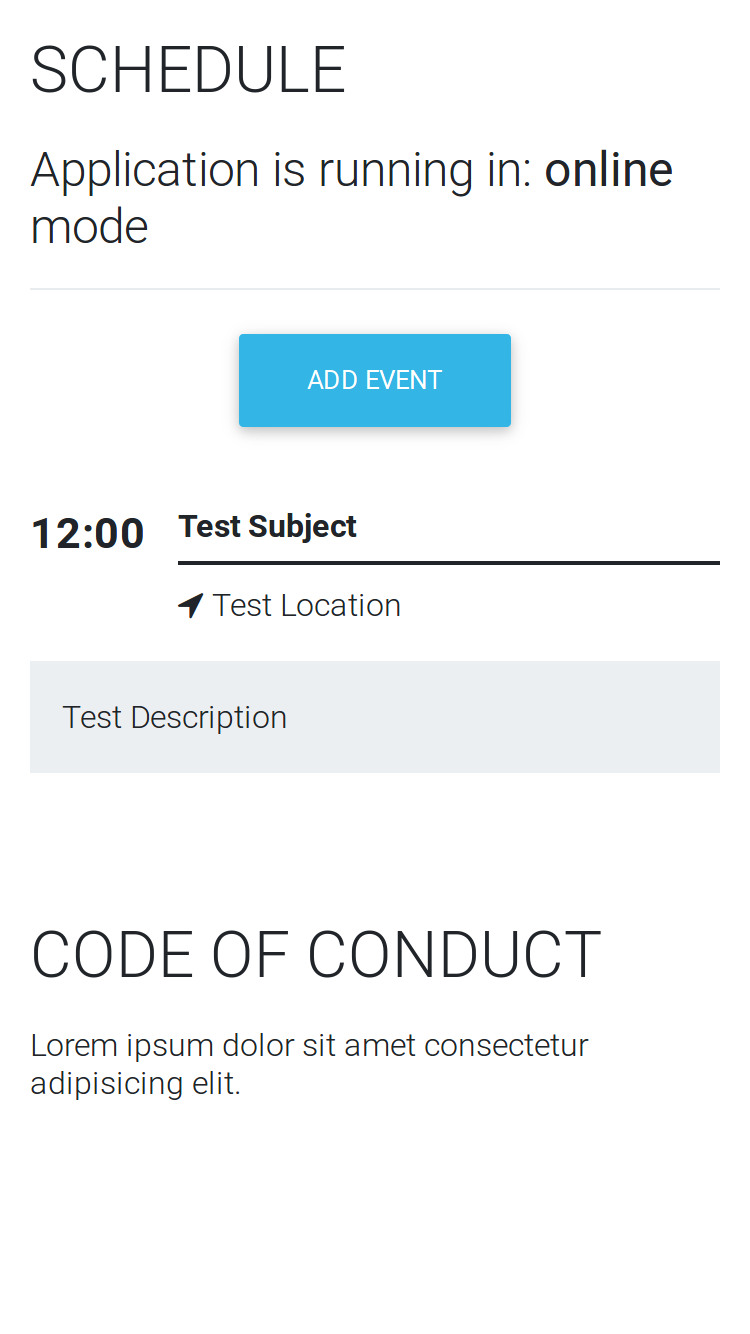 SCHEDULE
Application is running in: online
mode
ADD EVENT
12:00
Test Subject
Test Location
Test Description
CODE OF CONDUCT
Lorem ipsum dolor sit amet consectetur
adipisicing elit.